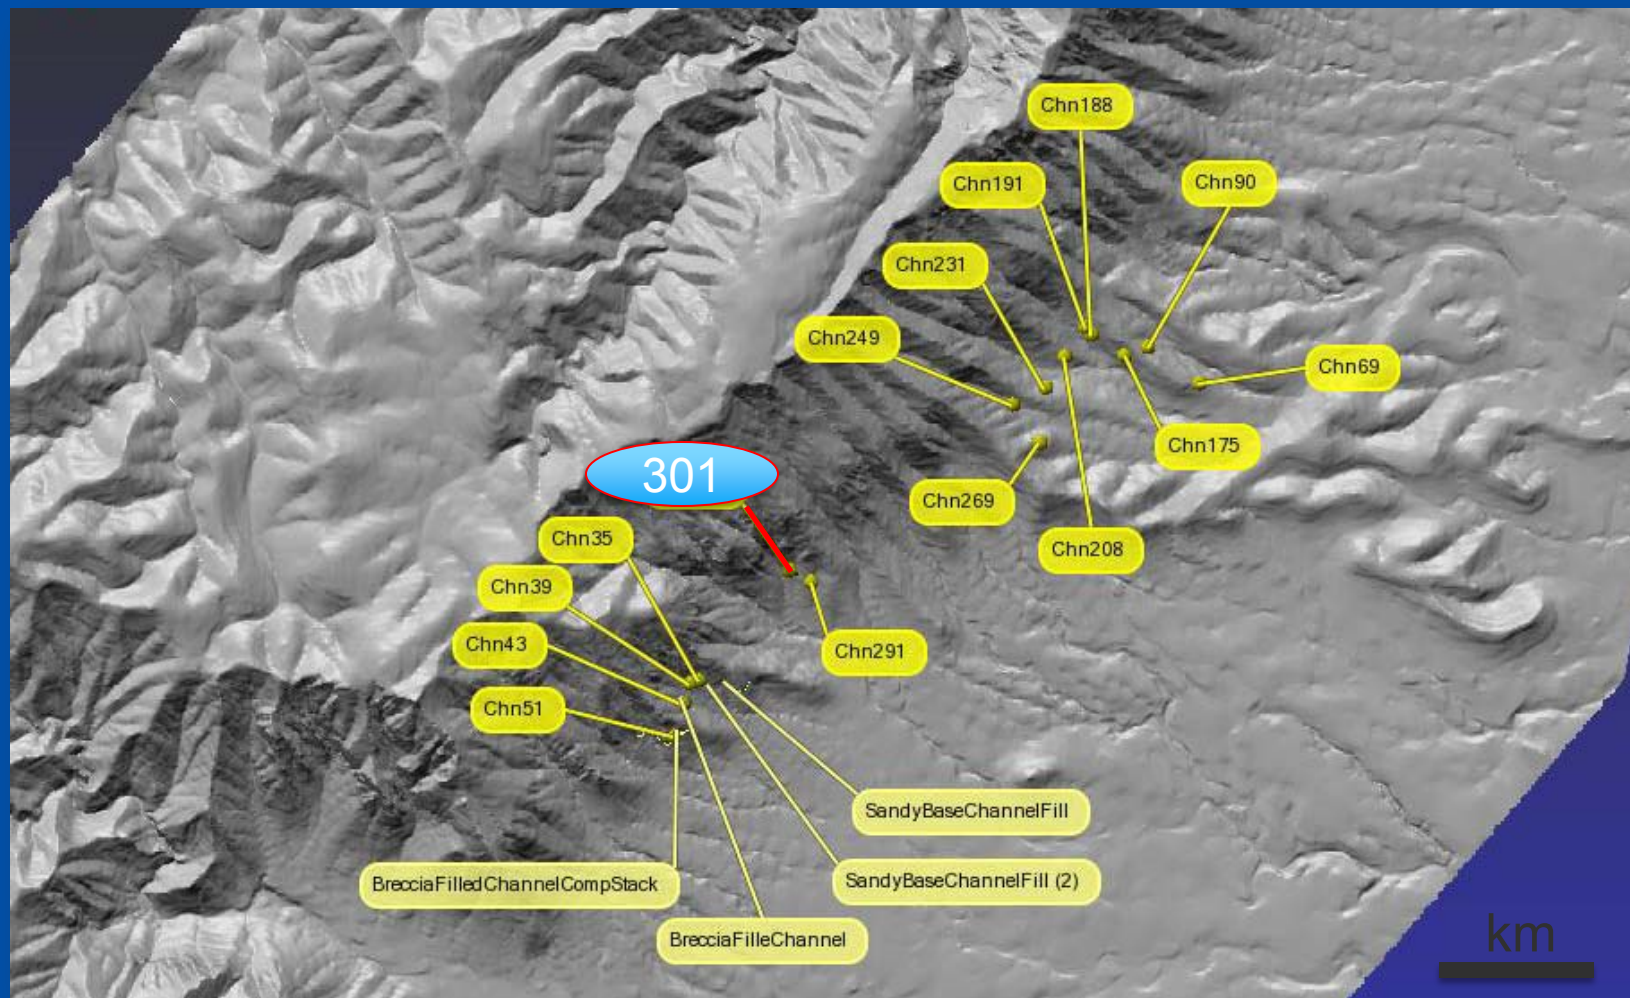 Chn188
Chn191
Chn90
Chn231
Chn249
Chn69
Chn175
301
Chn269
Chn35
Chn208
Chn39
Chn43
Chn291
Chn51
SandyBaseChannelFill
BrecciaFilledChannelCompStack
SandyBaseChannelFill (2)
BrecciaFilleChannel
km